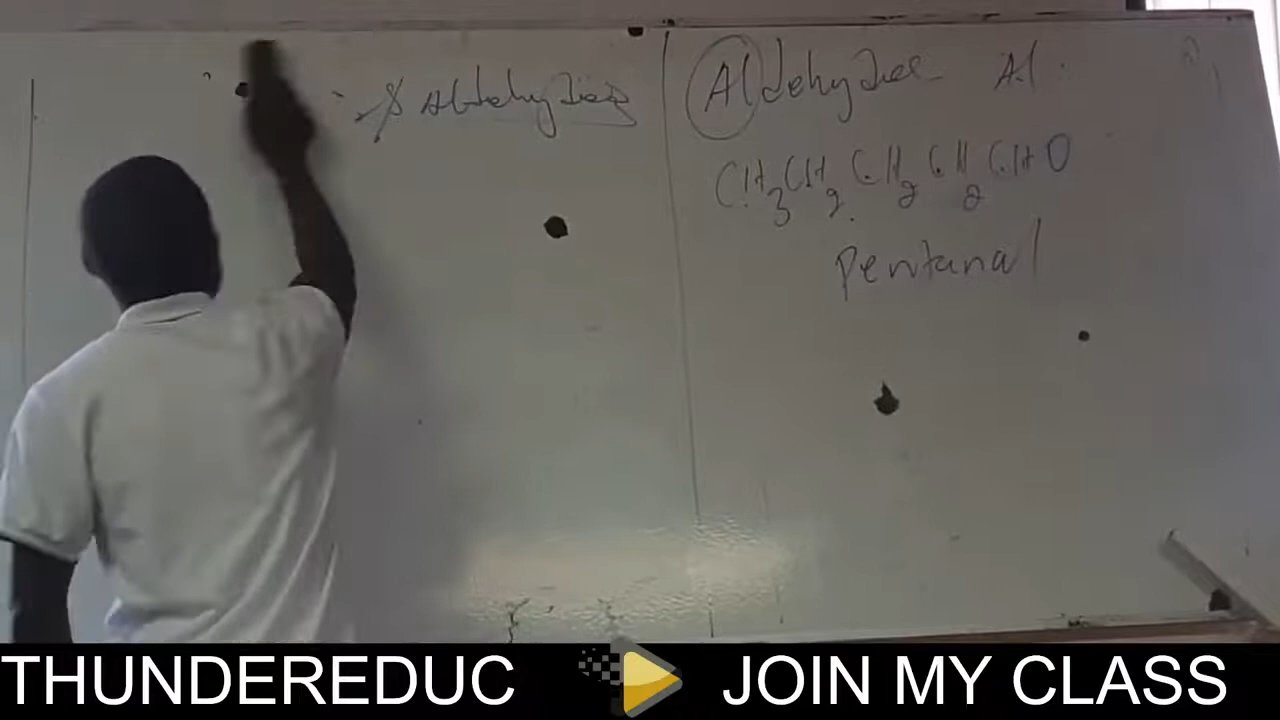 Aldehydes
Aldehydes Al
CH3CH2CH2CH2CHO
Pentanal
THUNDEREDUC JOIN MY CLASS